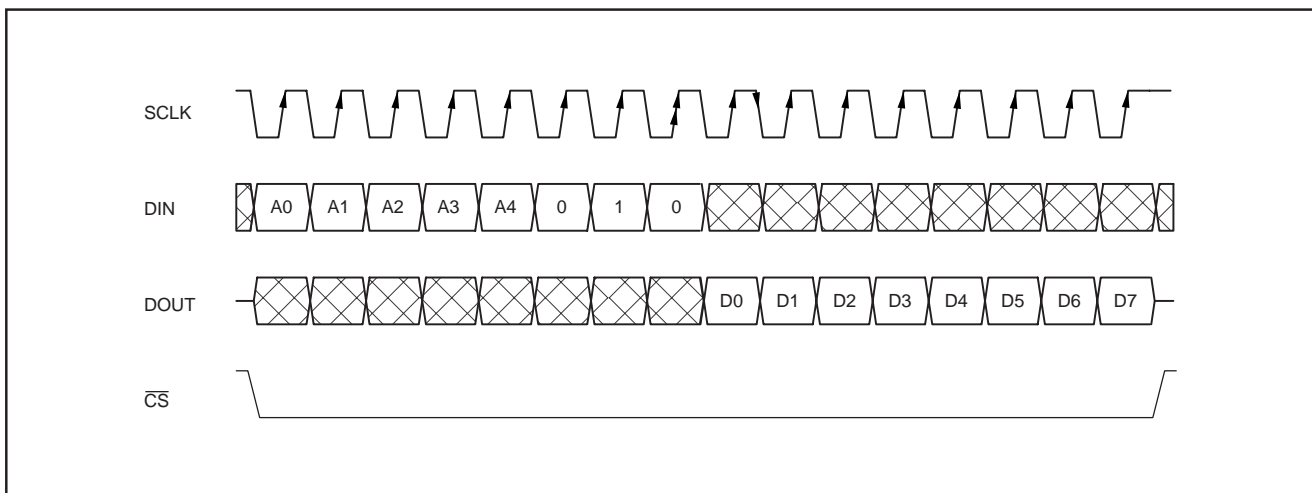 SCLK
DIN A0 A1 A2 A3 A4 0 1 0
DOUT D0 D1 D2 D3 D4 D5 D6 D7
C̅S̅